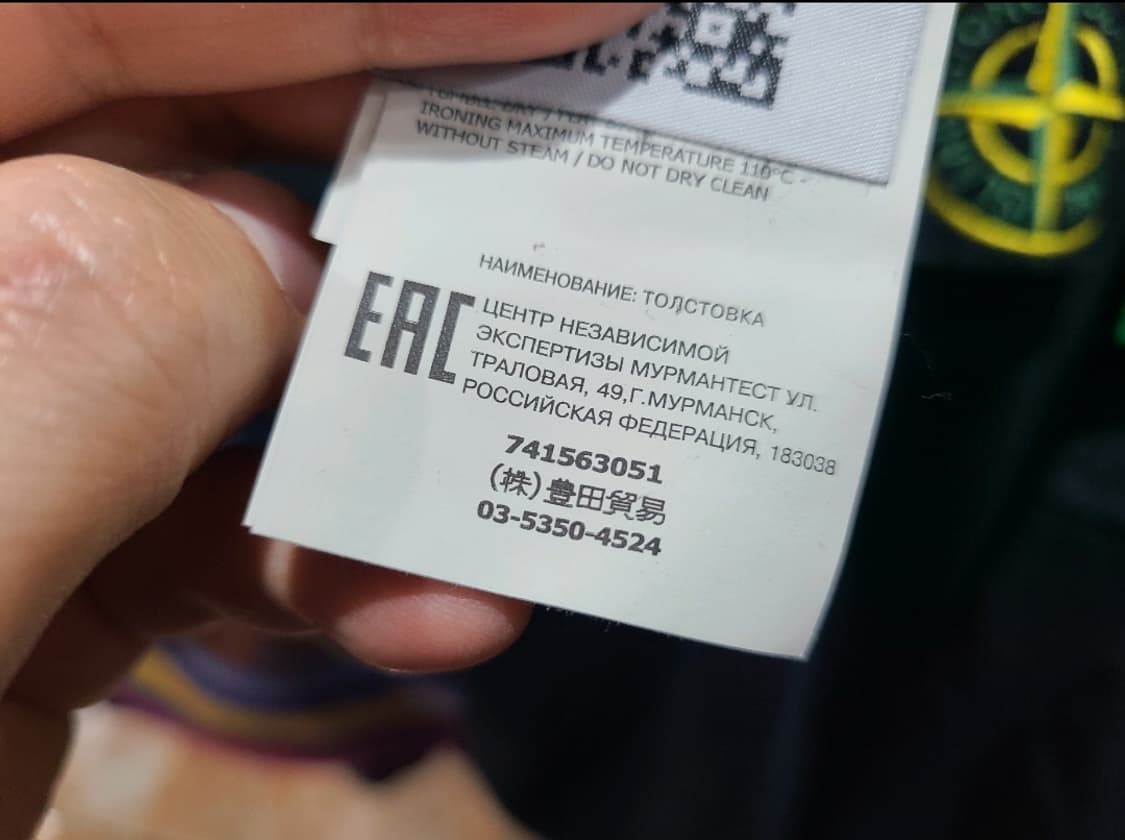 IRONING MAXIMUM TEMPERATURE 110°C -
WITHOUT STEAM / DO NOT DRY CLEAN
НАИМЕНОВАНИЕ: ТОЛСТОВКА
EAC
ЦЕНТР НЕЗАВИСИМОЙ
ЭКСПЕРТИЗЫ МУРМАНТЕСТ УЛ.
ТРАЛОВАЯ, 49,Г.МУРМАНСК,
РОССИЙСКАЯ ФЕДЕРАЦИЯ, 183038
741563051
(株)豊田貿易
03-5350-4524